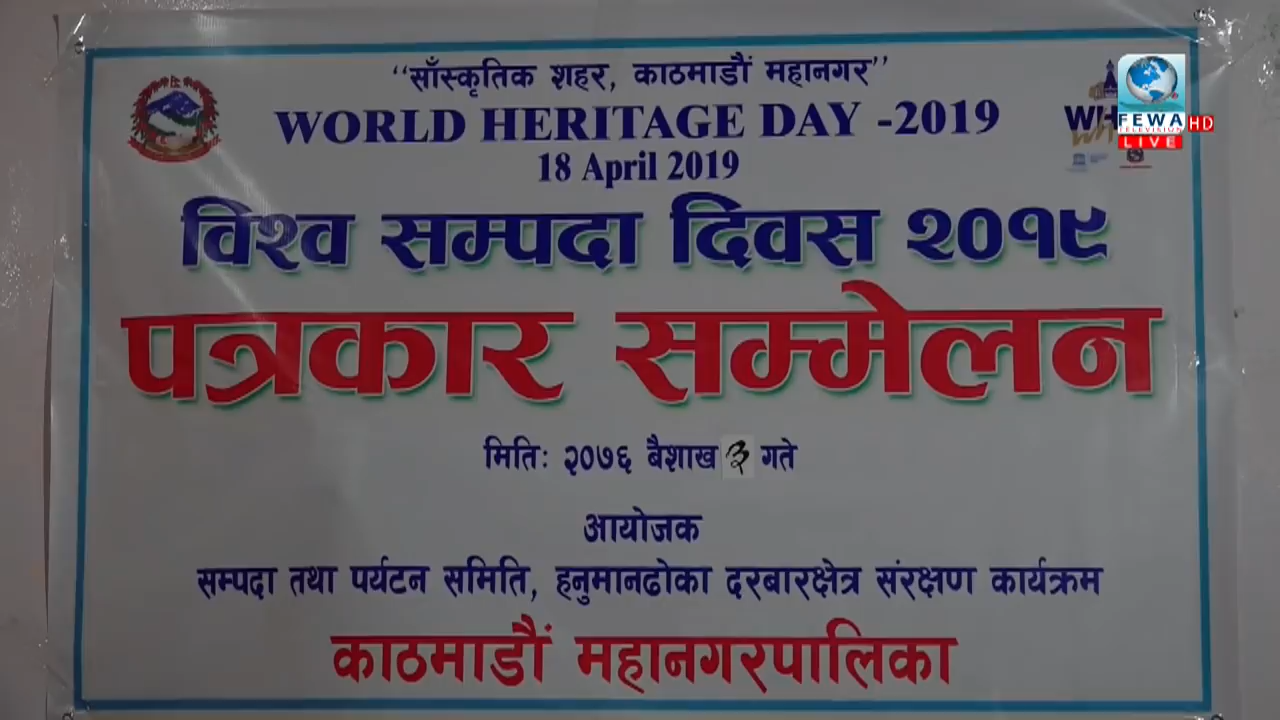 “साँस्कृतिक शहर, काठमाडौं महानगर”
WORLD HERITAGE DAY -2019
18 April 2019
विश्व सम्पदा दिवस २०१९
पत्रकार सम्मेलन
मिति: २०७६ बैशाख ३ गते
आयोजक
सम्पदा तथा पर्यटन समिति, हनुमानढोका दरबारक्षेत्र संरक्षण कार्यक्रम
काठमाडौं महानगरपालिका
FEWA HD
TELEVISION
LIVE